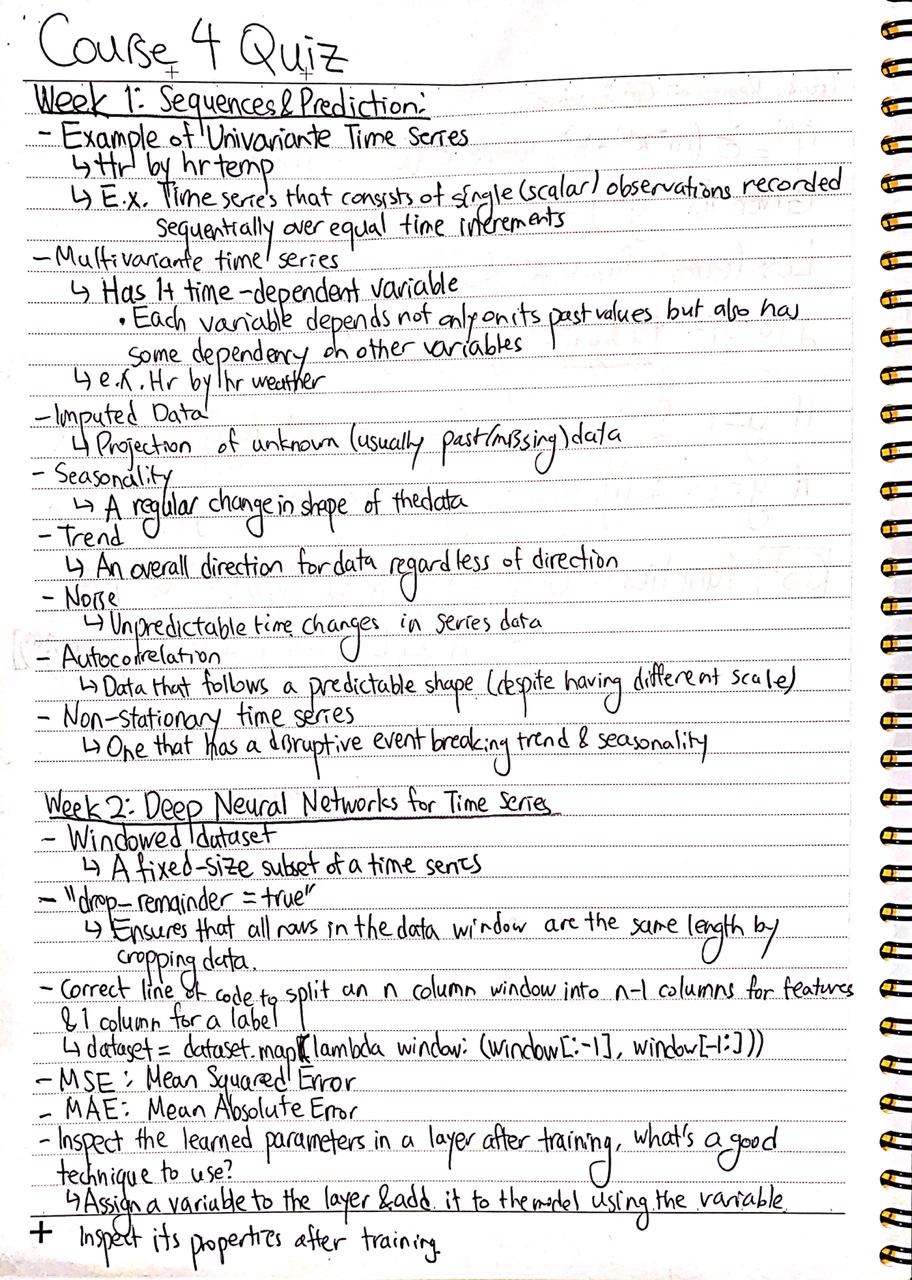 Course 4 Quiz
Week 1: Sequences & Prediction:
- Example of Univariante Time series
↳ Hr by hr temp
↳ E.x. Time series that consists of single (scalar) observations recorded
sequentially over equal time increments
- Multivariante time series
↳ Has 1+ time-dependent variable
• Each variable depends not only on its past values but also has
some dependency on other variables
↳ e.x. Hr by hr weather
- Imputed Data
↳ Projection of unknown (usually past/missing) data
- Seasonality
↳ A regular change in shape of the data
- Trend
↳ An overall direction for data regardless of direction
- Noise
↳ Unpredictable time changes in series data
- Autocorrelation
↳ Data that follows a predictable shape (despite having different scale)
- Non-stationary time series
↳ One that has a disruptive event breaking trend & seasonality
Week 2: Deep Neural Networks for Time Series
- Windowed dataset
↳ A fixed-size subset of a time series
- "drop_remainder = true"
↳ Ensures that all rows in the data window are the same length by
cropping data.
- Correct line of code to split an n column window into n-1 columns for features
& 1 column for a label
↳ dataset = dataset.map(lambda window: (window[:-1], window[-1:]))
- MSE: Mean Squared Error
- MAE: Mean Absolute Error
- Inspect the learned parameters in a layer after training, what's a good
technique to use?
↳ Assign a variable to the layer & add it to the model using the variable
+ Inspect its properties after training.